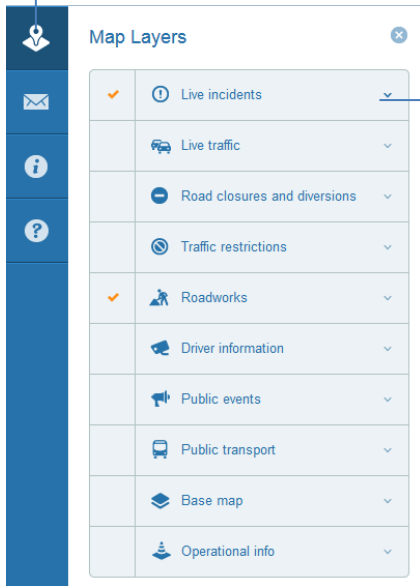 Map Layers
Live incidents
Live traffic
Road closures and diversions
Traffic restrictions
Roadworks
Driver information
Public events
Public transport
Base map
Operational info